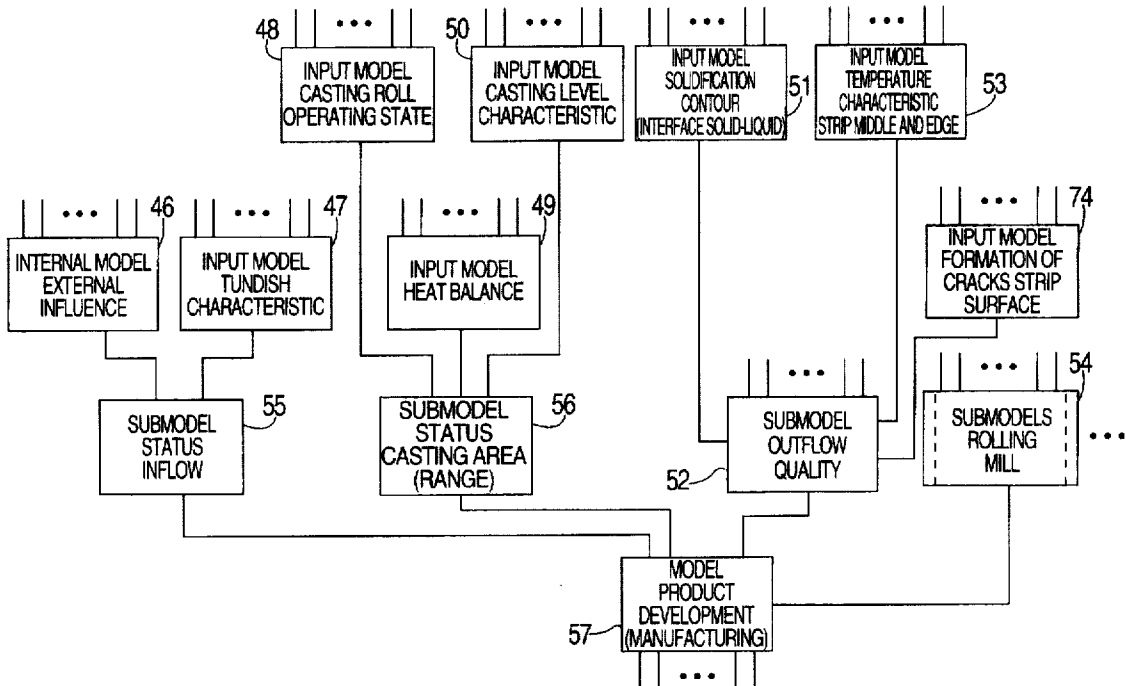 48
INPUT MODEL
CASTING ROLL
OPERATING STATE
50
INPUT MODEL
CASTING LEVEL
CHARACTERISTIC
INPUT MODEL
SOLIDIFICATION
CONTOUR
(INTERFACE SOLID-LIQUID)
51
INPUT MODEL
TEMPERATURE
CHARACTERISTIC
STRIP MIDDLE AND EDGE
53
46
INTERNAL MODEL
EXTERNAL
INFLUENCE
47
INPUT MODEL
TUNDISH
CHARACTERISTIC
49
INPUT MODEL
HEAT BALANCE
74
INPUT MODEL
FORMATION OF
CRACKS STRIP
SURFACE
55
SUBMODEL
STATUS
INFLOW
56
SUBMODEL
STATUS
CASTING AREA
(RANGE)
52
SUBMODEL
OUTFLOW
QUALITY
54
SUBMODELS
ROLLING
MILL
57
MODEL
PRODUCT
DEVELOPMENT
(MANUFACTURING)